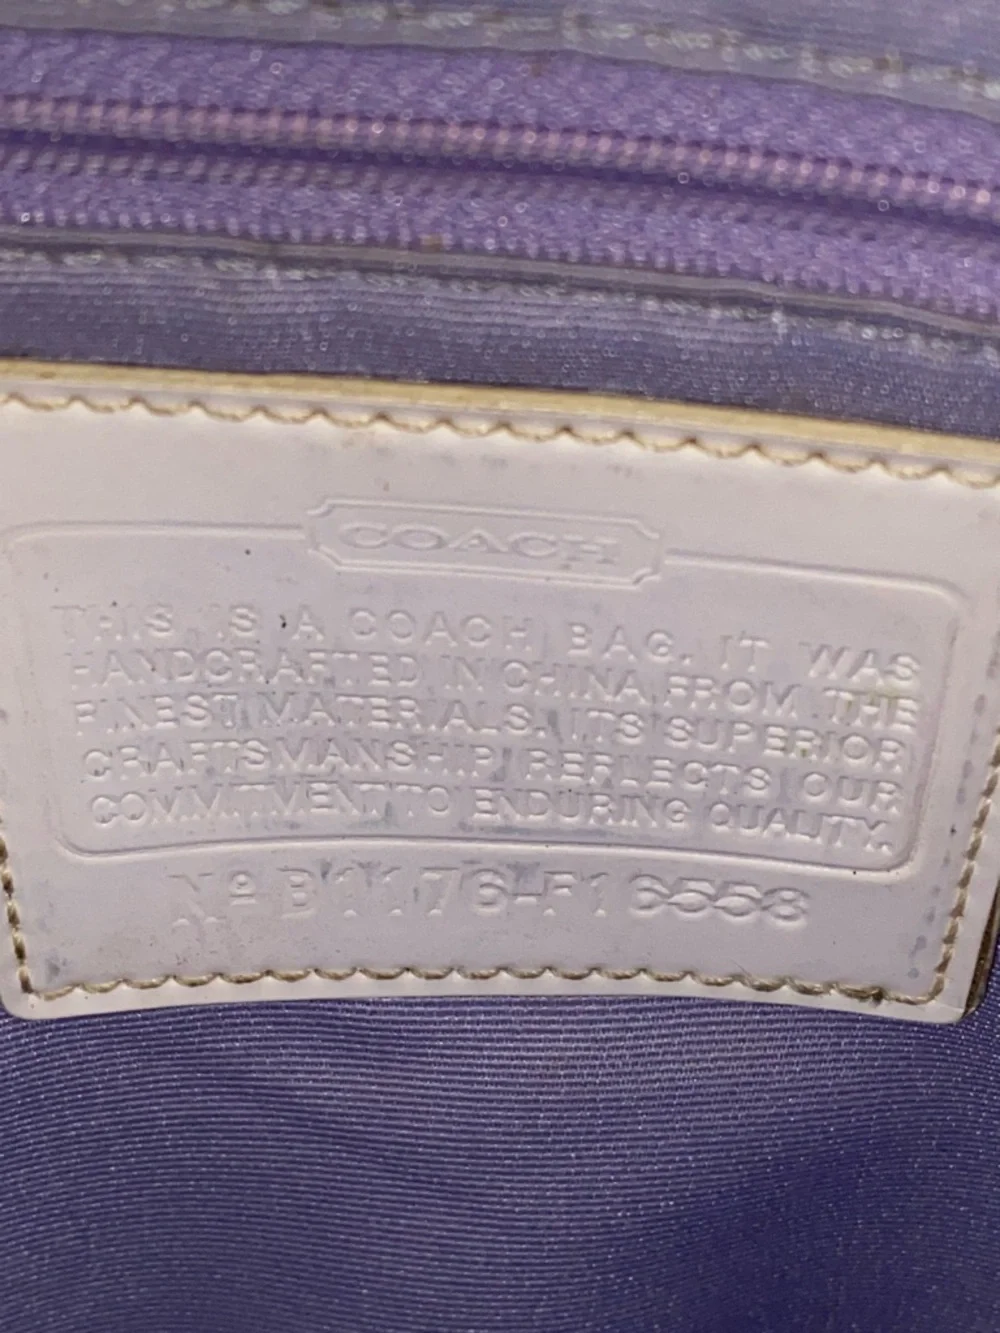 COACH
THIS IS A COACH BAG. IT WAS
HANDCRAFTED IN CHINA FROM THE
FINEST MATERIALS. ITS SUPERIOR
CRAFTSMANSHIP REFLECTS OUR
COMMITMENT TO ENDURING QUALITY.
Nº B1176-F16558